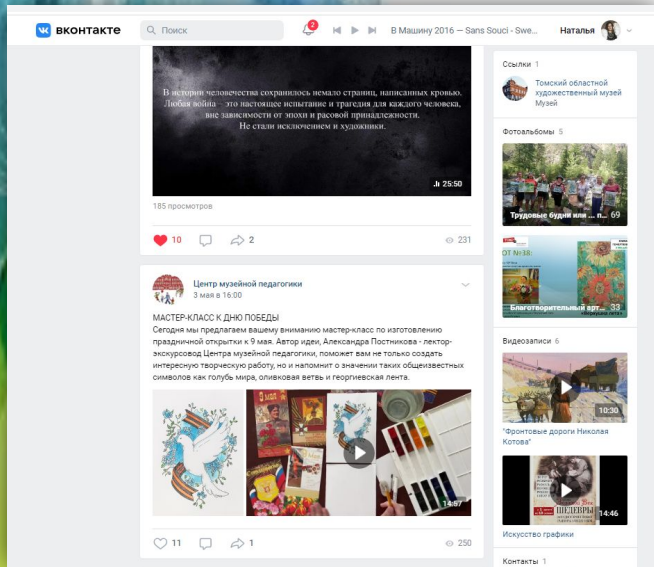 вконтакте
Поиск
2
В Машину 2016 — Sans Souci - Swe...
Наталья
В истории человечества сохранилось немало страниц, написанных кровью.
Любая война – это настоящее испытание и трагедия для каждого человека,
вне зависимости от эпохи и расовой принадлежности.
Не стали исключением и художники.
25:50
185 просмотров
10
2
231
Центр музейной педагогики
3 мая в 16:00
МАСТЕР-КЛАСС К ДНЮ ПОБЕДЫ
Сегодня мы предлагаем вашему вниманию мастер-класс по изготовлению
праздничной открытки к 9 мая. Автор идеи, Александра Постникова - лектор-
экскурсовод Центра музейной педагогики, поможет вам не только создать
интересную творческую работу, но и напомнит о значении таких общеизвестных
символов как голубь мира, оливковая ветвь и георгиевская лента.
14:57
11
1
250
Ссылки 1
Томский областной
художественный музей
Музей
Фотоальбомы 5
Трудовые будни или ... п... 69
ОТ №38:
Благотворительный арт... 33
Видеозаписи 6
10:30
"Фронтовые дороги Николая
Котова"
ШЕДЕВРЫ
14:46
Искусство графики
Контакты 1